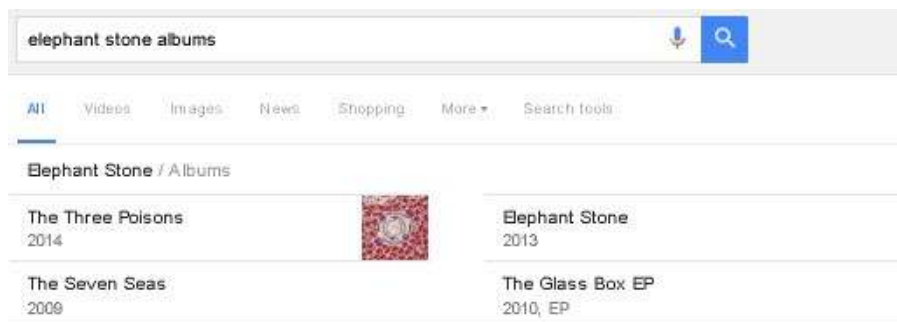 elephant stone albums
All Videos Images News Shopping More Search tools
Elephant Stone / Albums
The Three Poisons
2014
Elephant Stone
2013
The Seven Seas
2009
The Glass Box EP
2010, EP